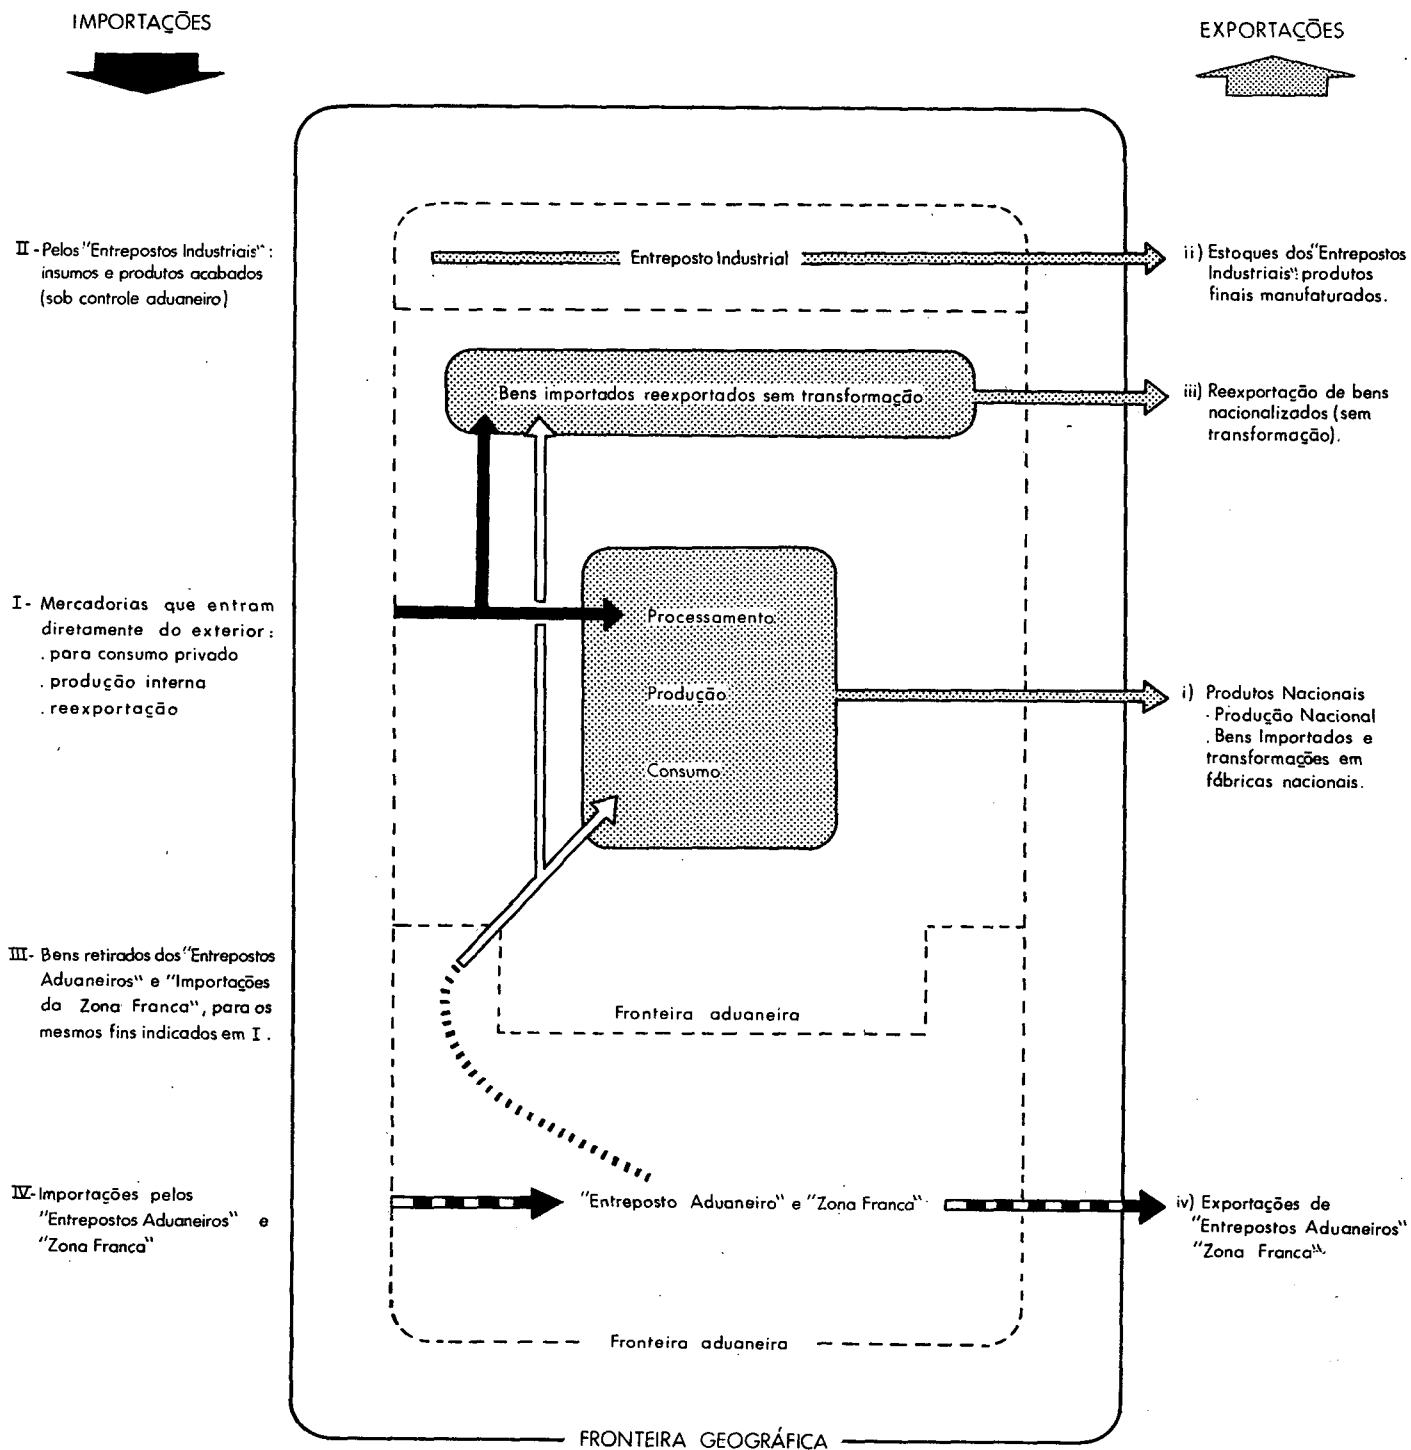 IMPORTAÇÕES
EXPORTAÇÕES
II - Pelos "Entrepostos Industriais" :
insumos e produtos acabados
(sob controle aduaneiro)
Entreposto Industrial
ii) Estoques dos "Entrepostos
Industriais": produtos
finais manufaturados.
Bens importados reexportados sem transformação
iii) Reexportação de bens
nacionalizados (sem
transformação).
I - Mercadorias que entram
diretamente do exterior :
. para consumo privado
. produção interna
. reexportação
Processamento
Produção
Consumo
i) Produtos Nacionais
. Produção Nacional
. Bens Importados e
transformações em
fábricas nacionais.
III - Bens retirados dos "Entrepostos
Aduaneiros" e "Importações
da Zona Franca", para os
mesmos fins indicados em I .
Fronteira aduaneira
IV - Importações pelos
"Entrepostos Aduaneiros" e
"Zona Franca"
"Entreposto Aduaneiro" e "Zona Franca"
iv) Exportações de
"Entrepostos Aduaneiros"
"Zona Franca".
Fronteira aduaneira
FRONTEIRA GEOGRÁFICA